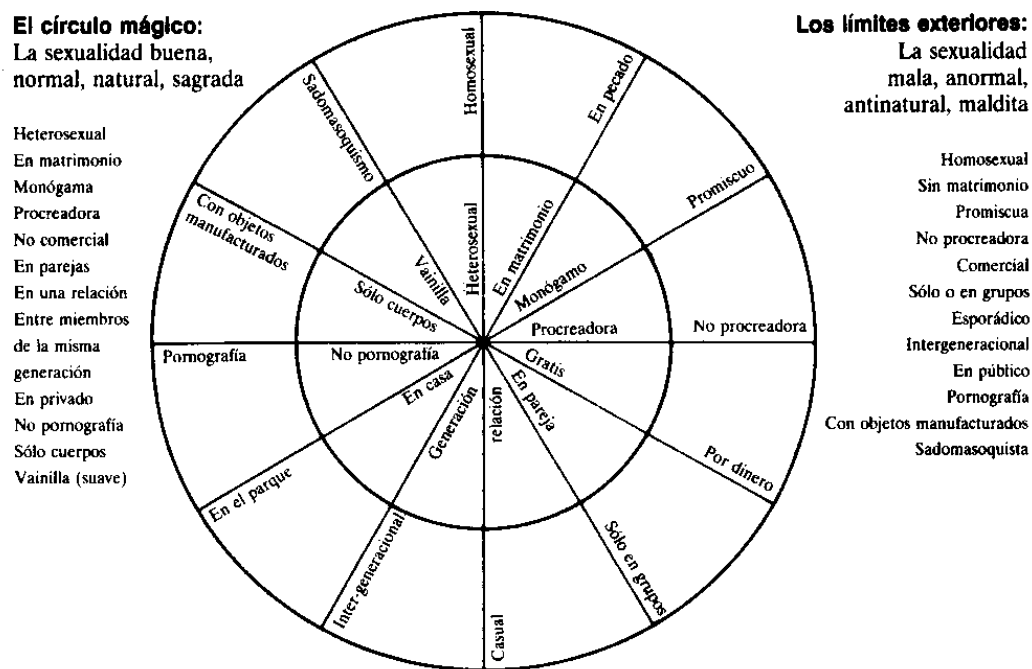 El círculo mágico:
La sexualidad buena,
normal, natural, sagrada
Heterosexual
En matrimonio
Monógama
Procreadora
No comercial
En parejas
En una relación
Entre miembros
de la misma
generación
En privado
No pornografía
Sólo cuerpos
Vainilla (suave)
Los límites exteriores:
La sexualidad
mala, anormal,
antinatural, maldita
Homosexual
Sin matrimonio
Promiscua
No procreadora
Comercial
Sólo o en grupos
Esporádico
Intergeneracional
En público
Pornografía
Con objetos manufacturados
Sadomasoquista
Homosexual
Heterosexual
En pecado
En matrimonio
Promiscuo
Monógamo
No procreadora
Procreadora
Por dinero
Gratis
Sólo en grupos
En pareja
Casual
relación
Inter-generacional
Generación
En el parque
En casa
Pornografía
No pornografía
Con objetos
manufacturados
Sólo cuerpos
Sadomasoquismo
Vainilla